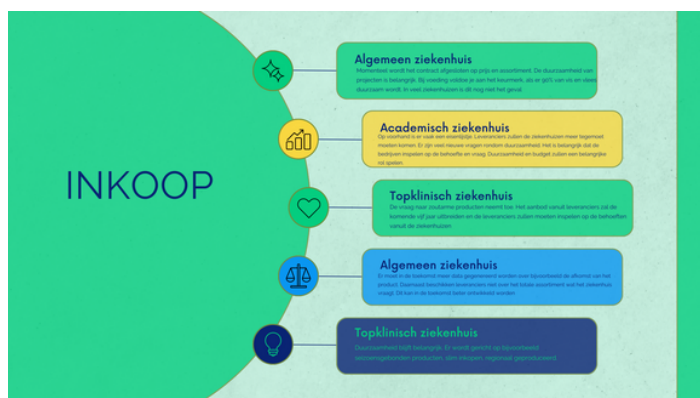 INKOOP
Algemeen ziekenhuis
Momenteel wordt het contract afgesloten op prijs en assortiment. De duurzaamheid van
projecten is belangrijk. Bij voeding voldoe je aan het keurmerk, als er 90% van vis en vlees
duurzaam wordt. In veel ziekenhuizen is dit nog niet het geval.
Academisch ziekenhuis
Op voorhand is er vaak een eisenlijstje. Leveranciers zullen de ziekenhuizen meer tegemoet
moeten komen. Er zijn veel nieuwe vragen rondom duurzaamheid. Het is belangrijk dat de
bedrijven inspelen op de behoefte en vraag. Duurzaamheid en budget zullen een belangrijke
rol spelen.
Topklinisch ziekenhuis
De vraag naar zoutarme producten neemt toe. Het aanbod vanuit leveranciers zal de
komende vijf jaar uitbreiden en de leveranciers zullen moeten inspelen op de behoeften
vanuit de ziekenhuizen.
Algemeen ziekenhuis
Er moet in de toekomst meer data gegenereerd worden over bijvoorbeeld de afkomst van het
product. Daarnaast beschikken leveranciers niet over het totale assortiment wat het ziekenhuis
vraagt. Dit kan in de toekomst beter ontwikkeld worden
Topklinisch ziekenhuis
Duurzaamheid blijft belangrijk. Er wordt gericht op bijvoorbeeld
seizoensgebonden producten, slim inkopen, regionaal geproduceerd.